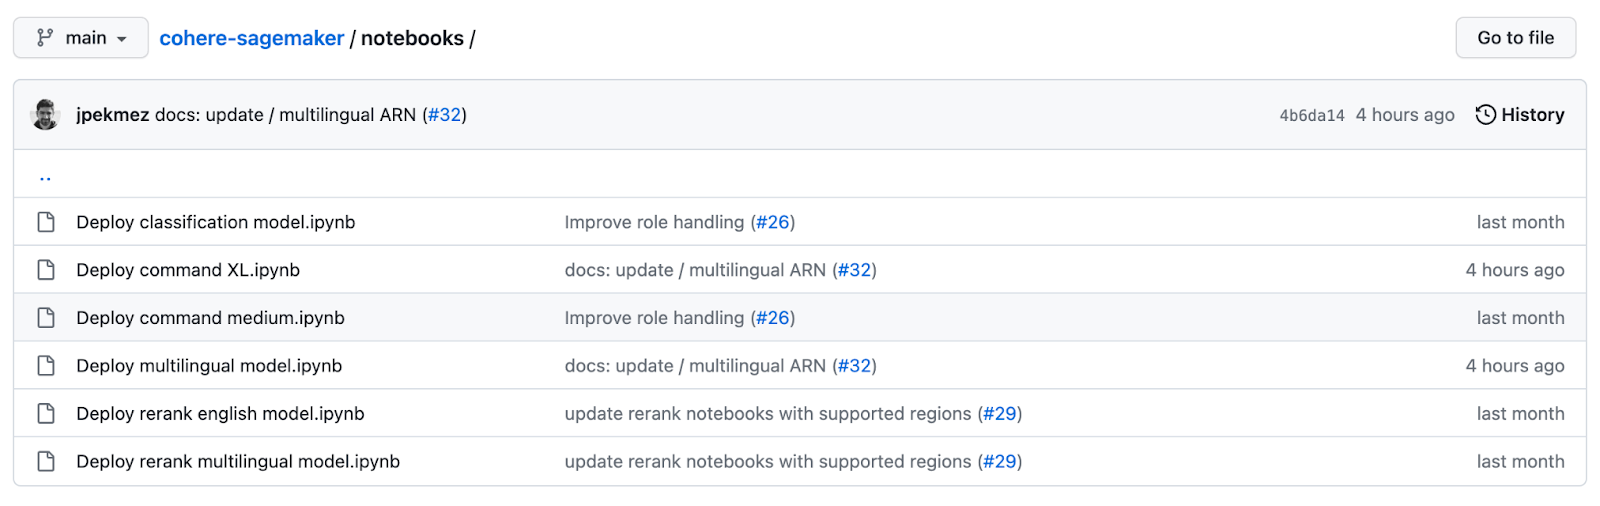 main cohere-sagemaker / notebooks / Go to file
jpekmez docs: update / multilingual ARN (#32) 4b6da14 4 hours ago History
..
Deploy classification model.ipynb Improve role handling (#26) last month
Deploy command XL.ipynb docs: update / multilingual ARN (#32) 4 hours ago
Deploy command medium.ipynb Improve role handling (#26) last month
Deploy multilingual model.ipynb docs: update / multilingual ARN (#32) 4 hours ago
Deploy rerank english model.ipynb update rerank notebooks with supported regions (#29) last month
Deploy rerank multilingual model.ipynb update rerank notebooks with supported regions (#29) last month